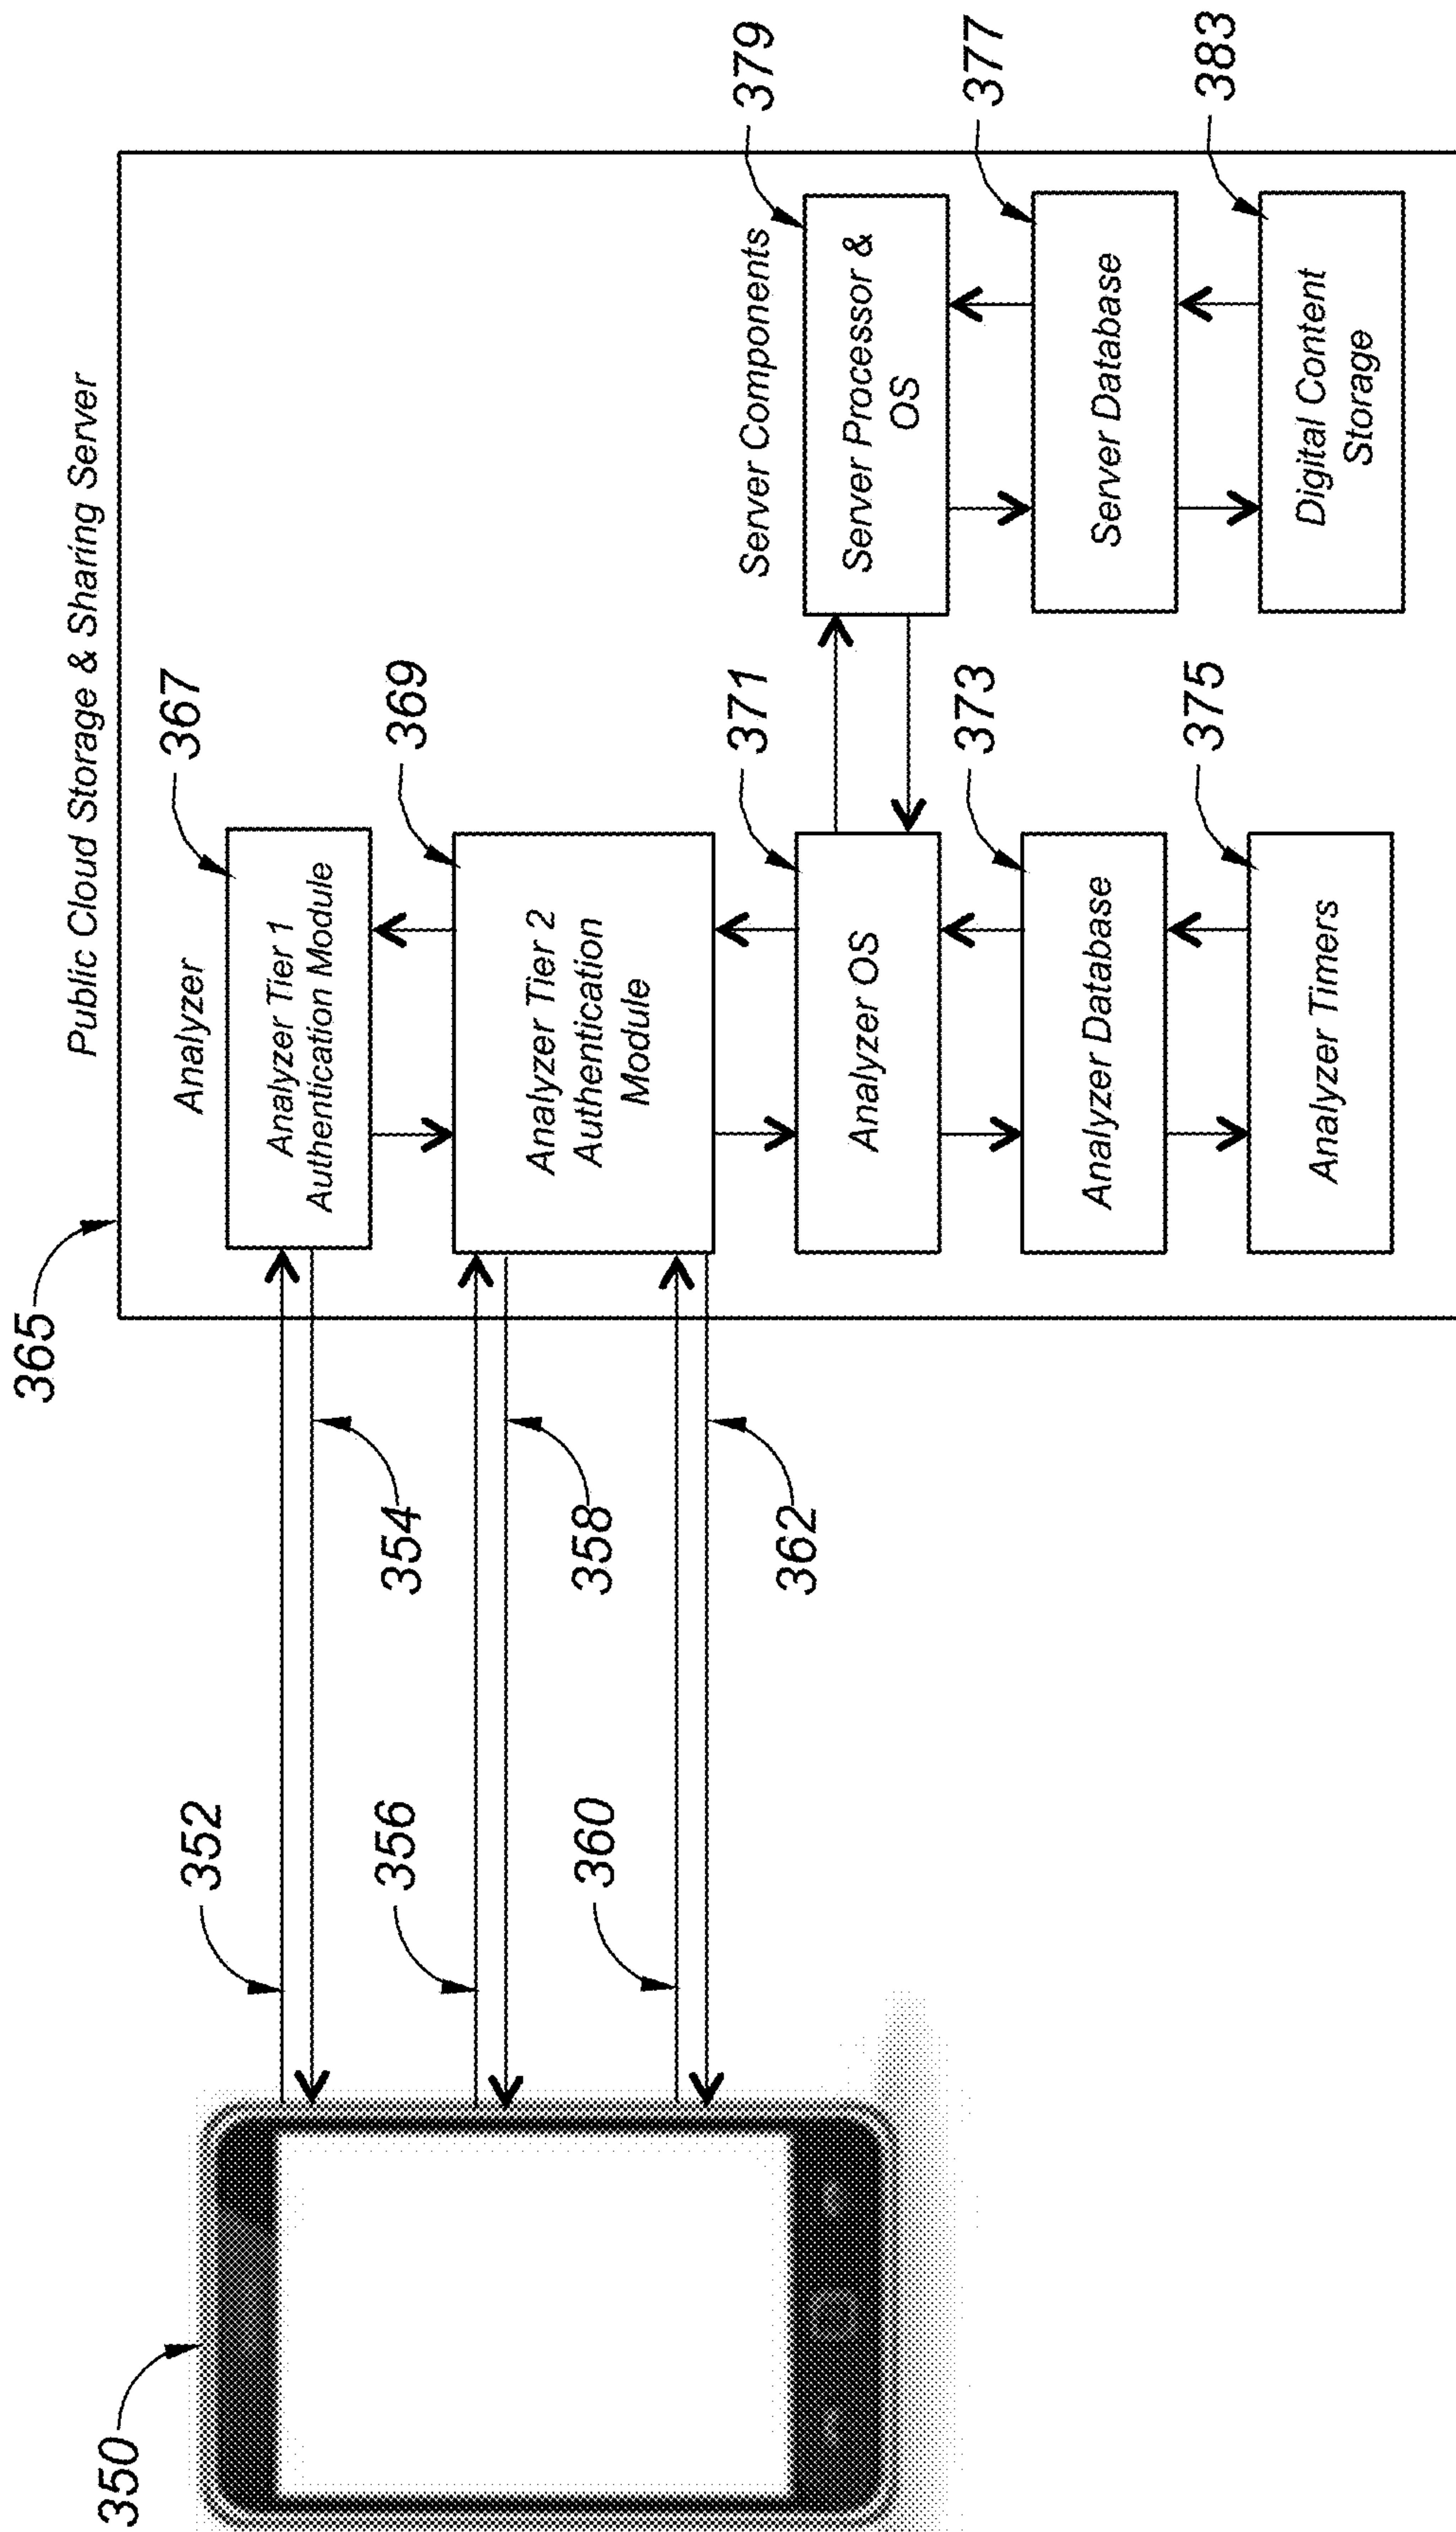 Public Cloud Storage & Sharing Server
365
Analyzer
367
Analyzer Tier 1
Authentication Module
352
354
369
Analyzer Tier 2
Authentication
Module
356
358
360
362
350
371
Analyzer OS
373
Analyzer Database
375
Analyzer Timers
Server Components
379
Server Processor &
OS
377
Server Database
383
Digital Content
Storage